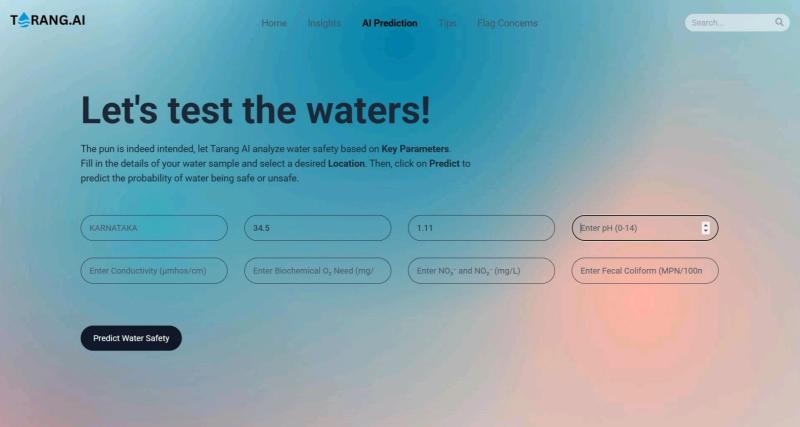 TARANG.AI
Home Insights AI Prediction Tips Flag Concerns
Search...
Let's test the waters!
The pun is indeed intended, let Tarang AI analyze water safety based on Key Parameters.
Fill in the details of your water sample and select a desired Location. Then, click on Predict to
predict the probability of water being safe or unsafe.
KARNATAKA 34.5 1.11 Enter pH (0-14)
Enter Conductivity (µmhos/cm) Enter Biochemical O₂ Need (mg/ Enter NO₃⁻ and NO₂⁻ (mg/L) Enter Fecal Coliform (MPN/100n
Predict Water Safety